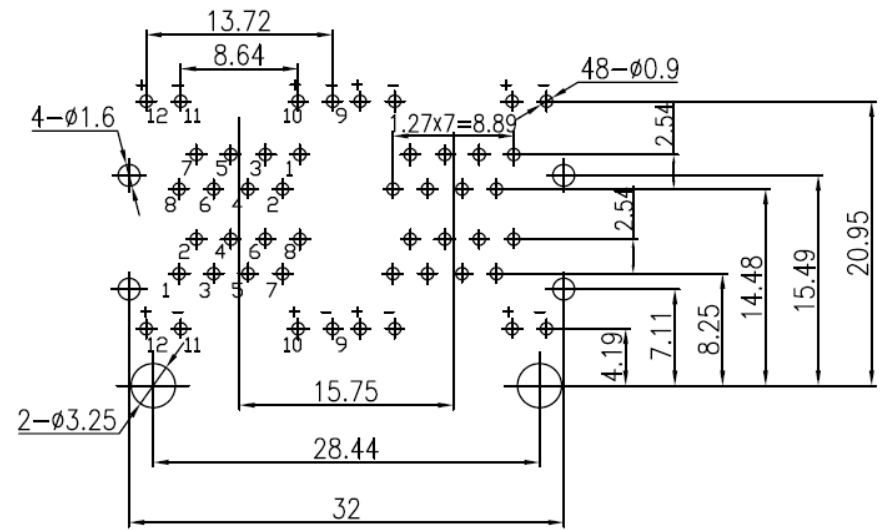 13.72
8.64
48-ø0.9
+ - + - + -
12 11 10 9
4-ø1.6
1.27x7=8.89
2.54
7 5 3 1
8 6 4 2
2.54
2 4 6 8
1 3 5 7
+ - + - + - + -
12 11 10 9
4.19
7.11
8.25
14.48
15.49
20.95
15.75
2-ø3.25
28.44
32